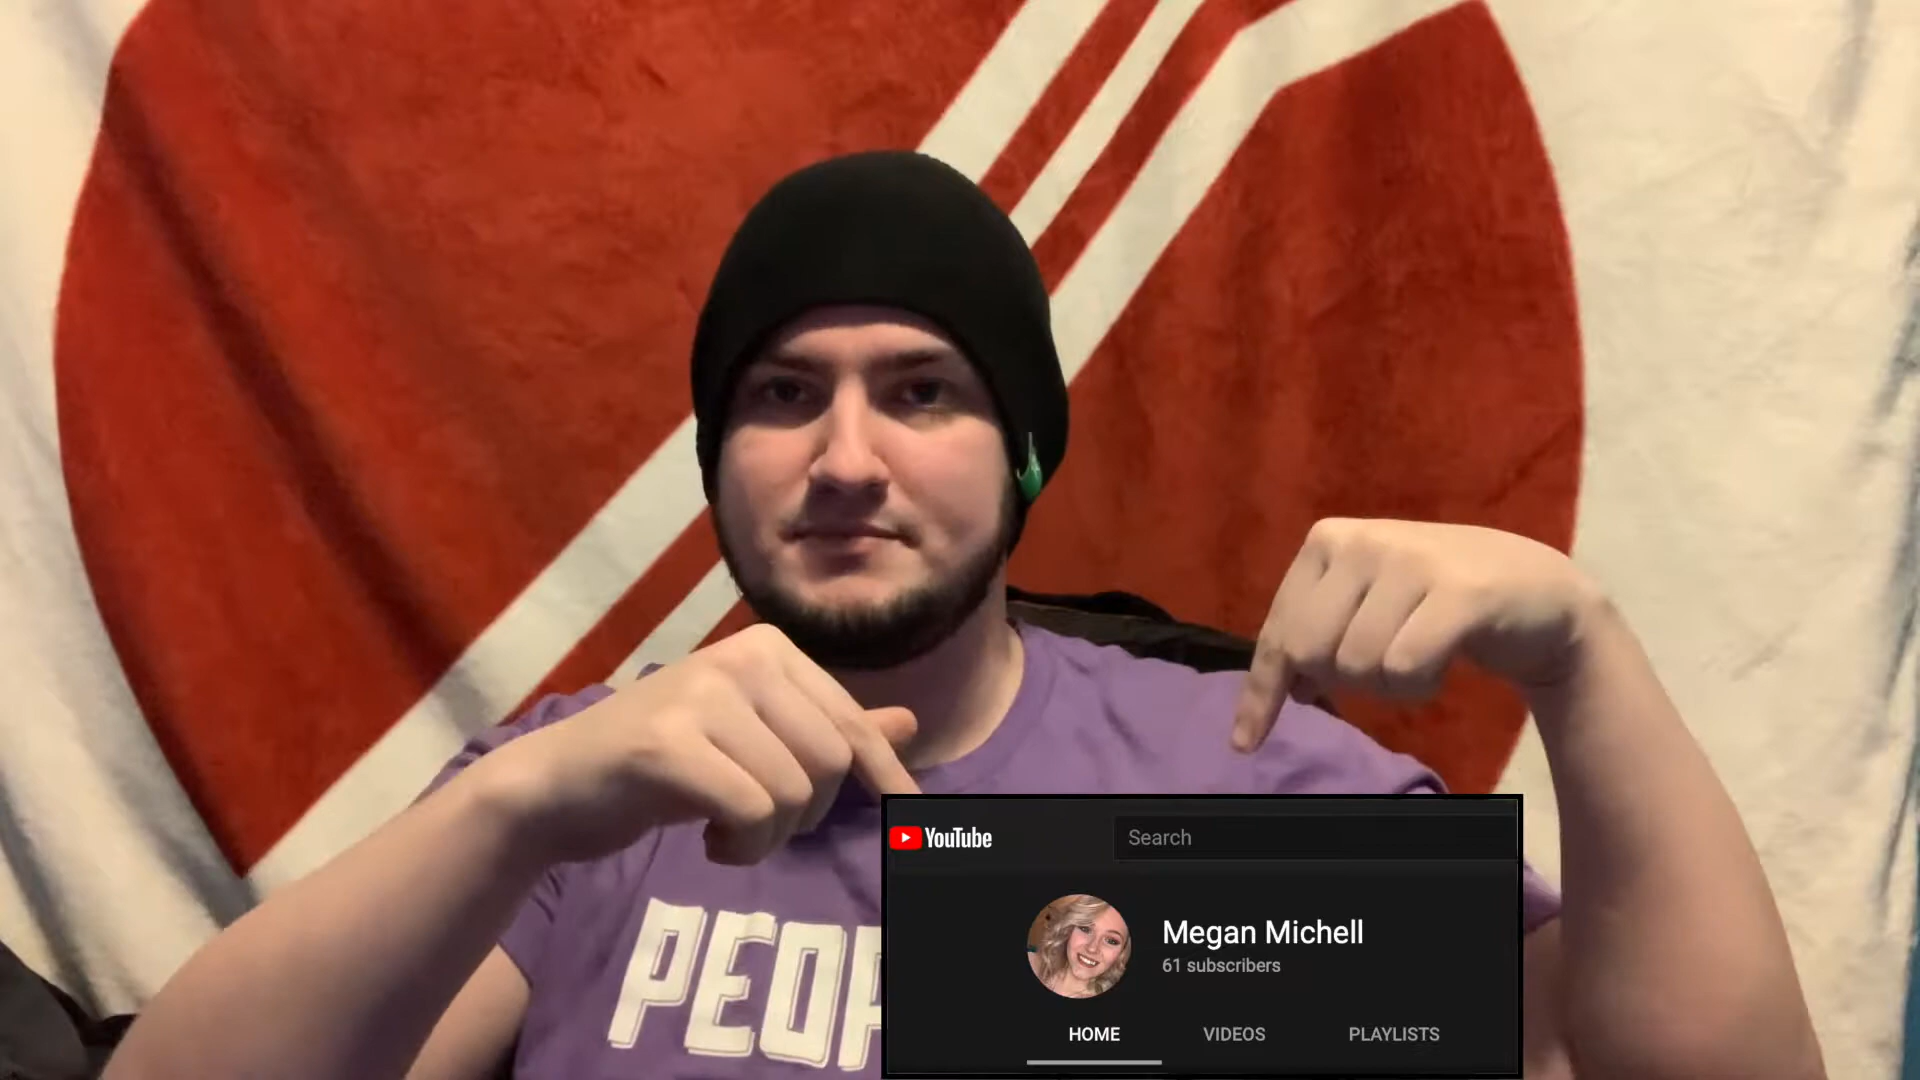 PEOP
YouTube
Search
Megan Michell
61 subscribers
HOME VIDEOS PLAYLISTS